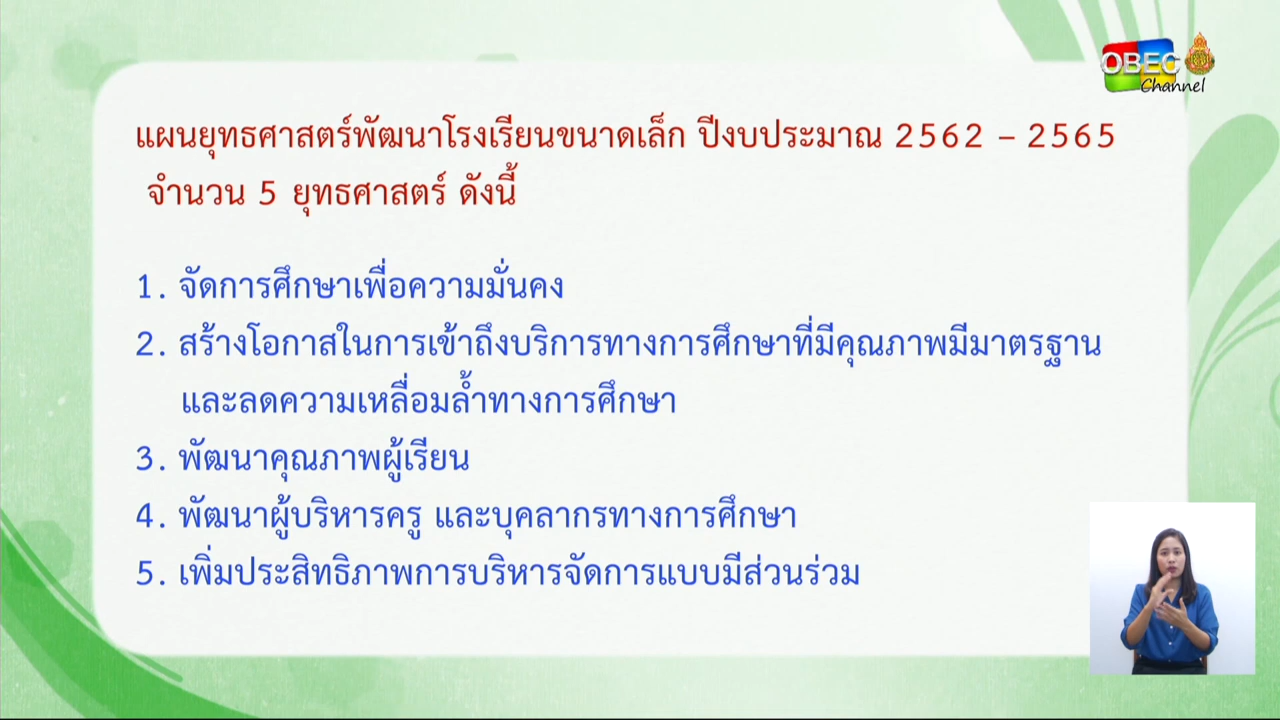 OBEC
Channel
แผนยุทธศาสตร์พัฒนาโรงเรียนขนาดเล็ก ปีงบประมาณ 2562 – 2565
จำนวน 5 ยุทธศาสตร์ ดังนี้
1. จัดการศึกษาเพื่อความมั่นคง
2. สร้างโอกาสในการเข้าถึงบริการทางการศึกษาที่มีคุณภาพมีมาตรฐาน
และลดความเหลื่อมล้ำทางการศึกษา
3. พัฒนาคุณภาพผู้เรียน
4. พัฒนาผู้บริหารครู และบุคลากรทางการศึกษา
5. เพิ่มประสิทธิภาพการบริหารจัดการแบบมีส่วนร่วม